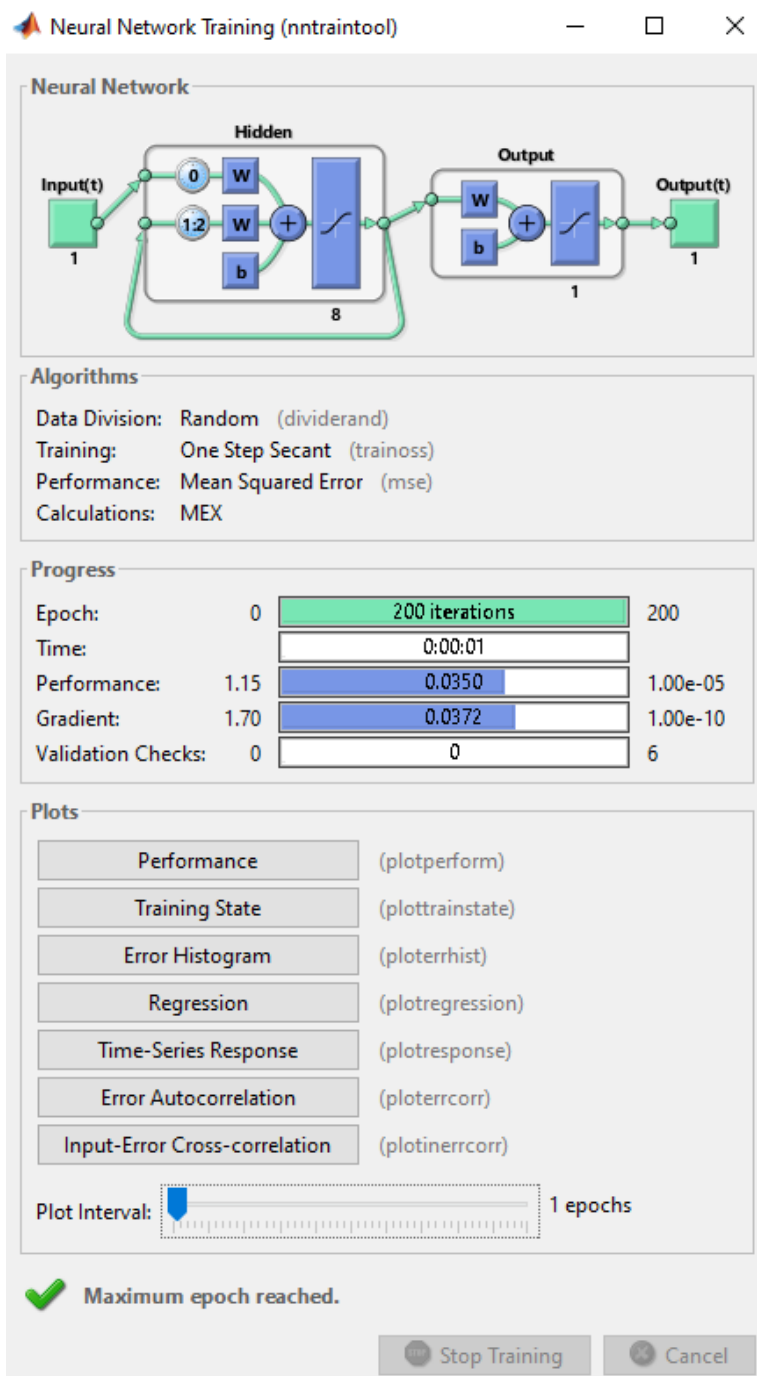 Neural Network Training (nntraintool)
Neural Network
Hidden
Output
Input(t)
Output(t)
0 W
1:2 W
b
W
b
1
8
1
1
Algorithms
Data Division: Random (dividerand)
Training: One Step Secant (trainoss)
Performance: Mean Squared Error (mse)
Calculations: MEX
Progress
Epoch: 0 200 iterations 200
Time: 0:00:01
Performance: 1.15 0.0350 1.00e-05
Gradient: 1.70 0.0372 1.00e-10
Validation Checks: 0 0 6
Plots
Performance (plotperform)
Training State (plottrainstate)
Error Histogram (ploterrhist)
Regression (plotregression)
Time-Series Response (plotresponse)
Error Autocorrelation (ploterrcorr)
Input-Error Cross-correlation (plotinerrcorr)
Plot Interval: 1 epochs
Maximum epoch reached.
STOP Stop Training Cancel